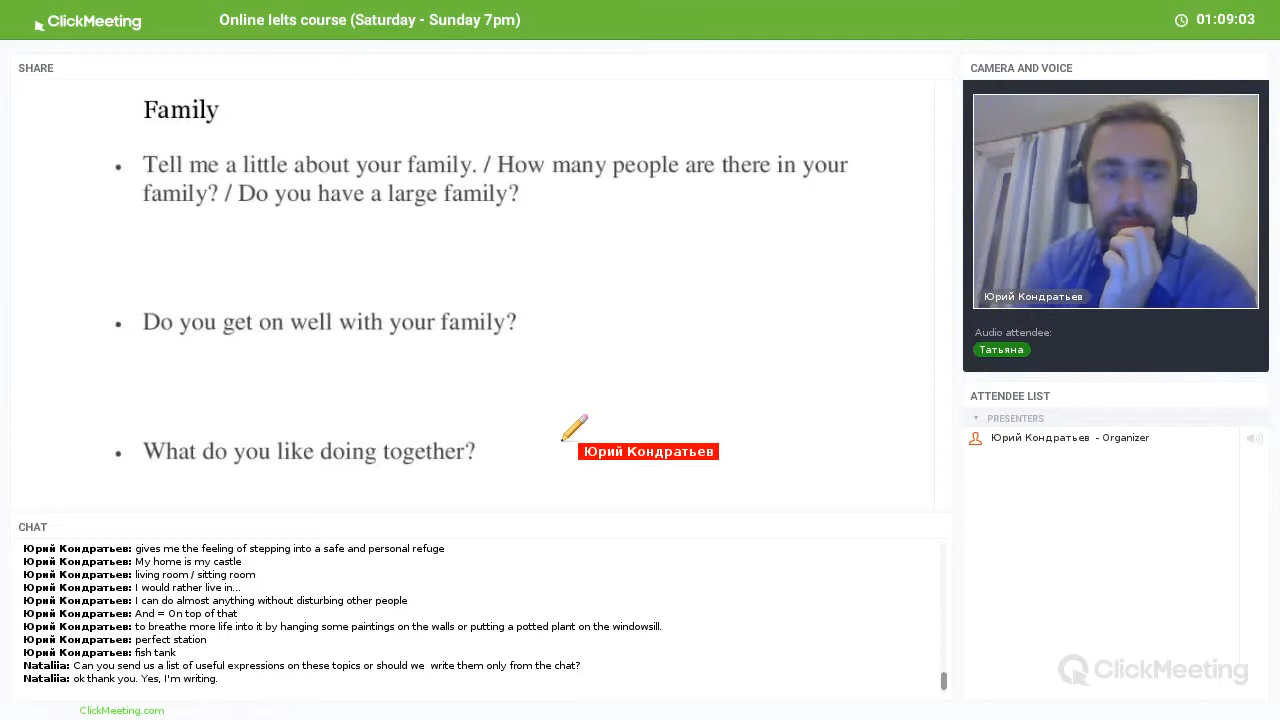 ClickMeeting
Online Ielts course (Saturday - Sunday 7pm)
01:09:03
SHARE
Family
• Tell me a little about your family. / How many people are there in your
family? / Do you have a large family?
• Do you get on well with your family?
• What do you like doing together?
Юрий Кондратьев
CAMERA AND VOICE
Юрий Кондратьев
Audio attendee:
Татьяна
ATTENDEE LIST
PRESENTERS
Юрий Кондратьев - Organizer
CHAT
Юрий Кондратьев: gives me the feeling of stepping into a safe and personal refuge
Юрий Кондратьев: My home is my castle
Юрий Кондратьев: living room / sitting room
Юрий Кондратьев: I would rather live in...
Юрий Кондратьев: I can do almost anything without disturbing other people
Юрий Кондратьев: And = On top of that
Юрий Кондратьев: to breathe more life into it by hanging some paintings on the walls or putting a potted plant on the windowsill.
Юрий Кондратьев: perfect station
Юрий Кондратьев: fish tank
Nataliia: Can you send us a list of useful expressions on these topics or should we write them only from the chat?
Nataliia: ok thank you. Yes, I'm writing.
ClickMeeting
ClickMeeting.com